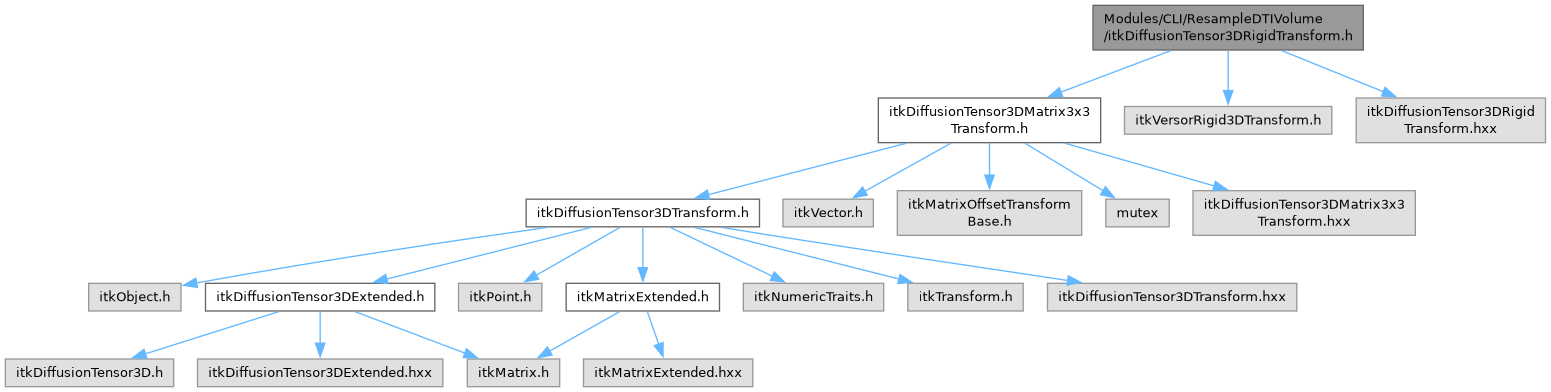 Modules/CLI/ResampleDTIVolume
/itkDiffusionTensor3DRigidTransform.h
itkDiffusionTensor3DMatrix3x3
Transform.h
itkVersorRigid3DTransform.h
itkDiffusionTensor3DRigid
Transform.hxx
itkDiffusionTensor3DTransform.h
itkVector.h
itkMatrixOffsetTransform
Base.h
mutex
itkDiffusionTensor3DMatrix3x3
Transform.hxx
itkObject.h
itkDiffusionTensor3DExtended.h
itkPoint.h
itkMatrixExtended.h
itkNumericTraits.h
itkTransform.h
itkDiffusionTensor3DTransform.hxx
itkDiffusionTensor3D.h
itkDiffusionTensor3DExtended.hxx
itkMatrix.h
itkMatrixExtended.hxx